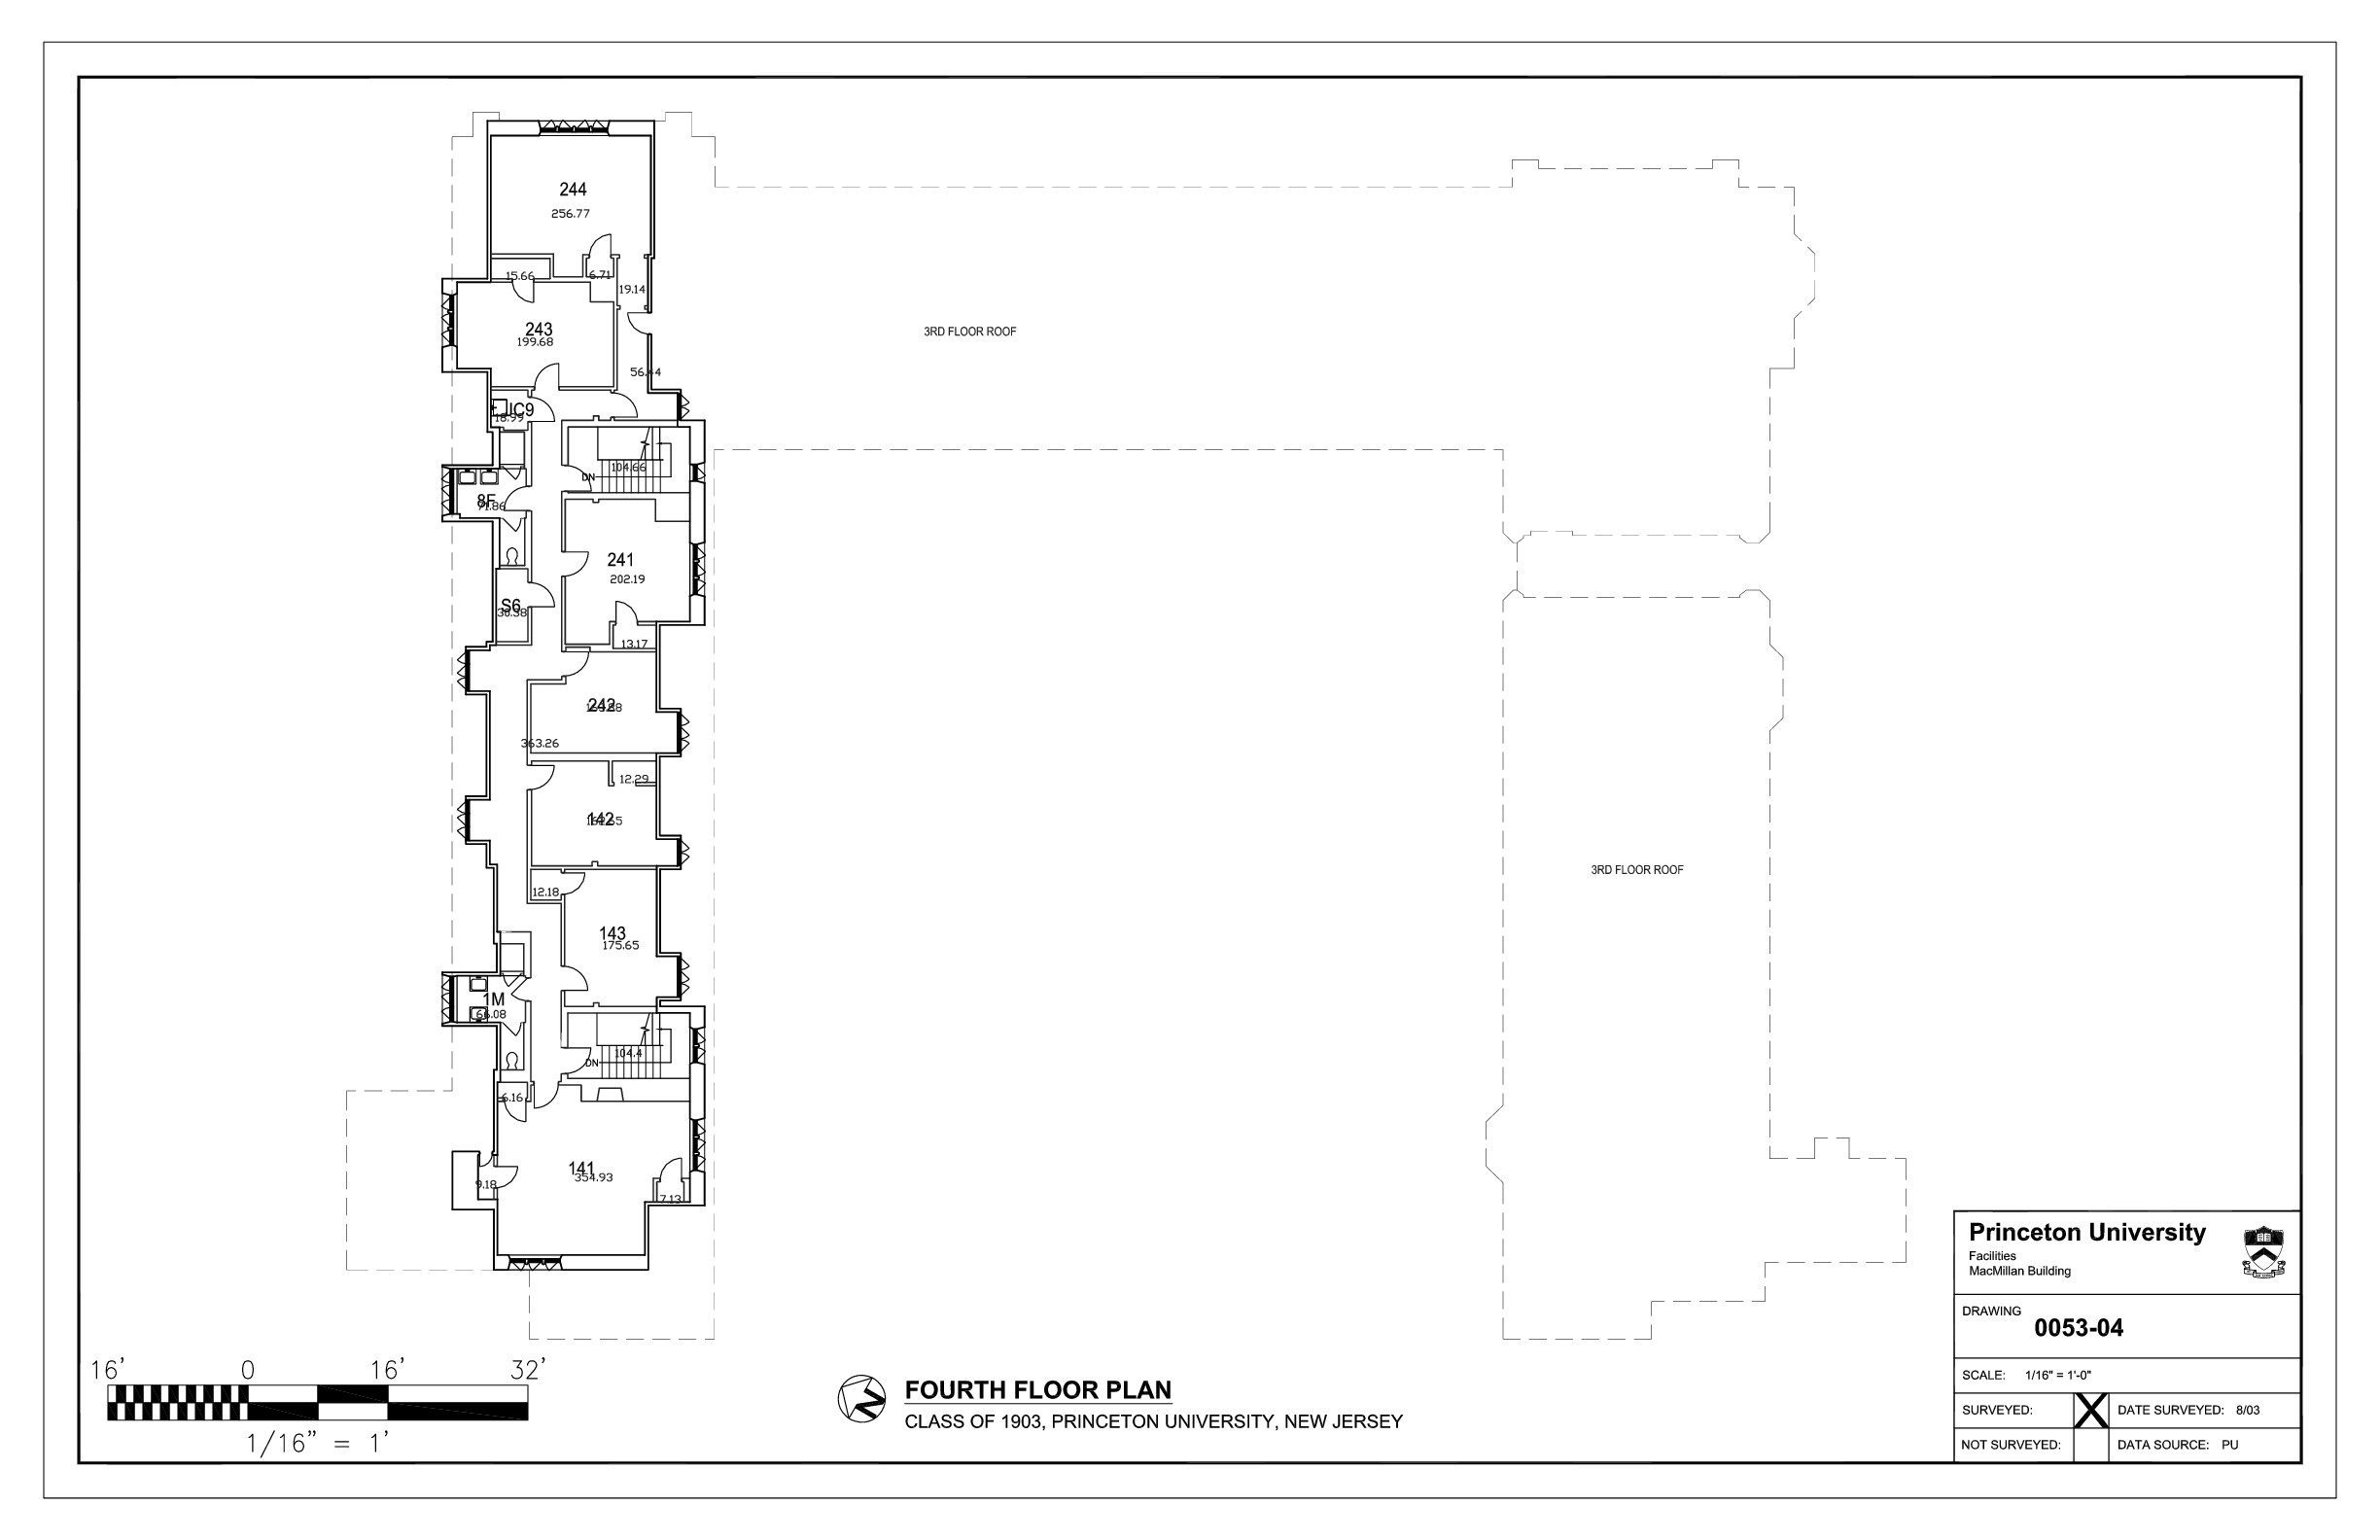 244
256.77
15.66
6.71
19.14
243
199.68
3RD FLOOR ROOF
56.44
JC9
18.99
104.66
DN
8F
71.86
241
202.19
S6
30.38
13.17
242
363.26
12.29
142
3RD FLOOR ROOF
12.18
143
175.65
1M
66.08
104.4
DN
6.16
141
354.93
9.18
7.13
Princeton University
Facilities
MacMillan Building
DRAWING
0053-04
SCALE: 1/16" = 1'-0"
SURVEYED: X DATE SURVEYED: 8/03
NOT SURVEYED: DATA SOURCE: PU
16' 0 16' 32'
1/16" = 1'
N
FOURTH FLOOR PLAN
CLASS OF 1903, PRINCETON UNIVERSITY, NEW JERSEY